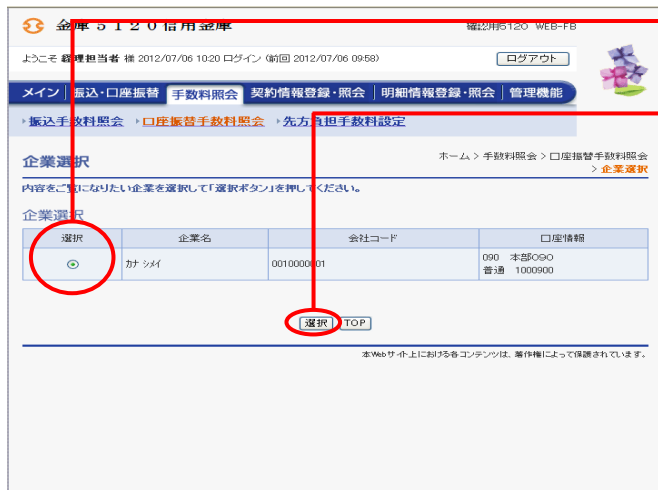 金庫5120信用金庫
確認用5120 WEB-FB
ようこそ 経理担当者 様 2012/07/06 10:20 ログイン (前回 2012/07/06 09:58)
ログアウト
メイン 振込・口座振替 手数料照会 契約情報登録・照会 明細情報登録・照会 管理機能
振込手数料照会 口座振替手数料照会 先方負担手数料設定
企業選択
ホーム > 手数料照会 > 口座振替手数料照会
> 企業選択
内容をご覧になりたい企業を選択して「選択ボタン」を押してください。
企業選択
選択 企業名 会社コード 口座情報
カナ シメイ 0010000001 090 本部090
普通 1000900
選択 TOP
本Webサイト上における各コンテンツは、著作権によって保護されています。